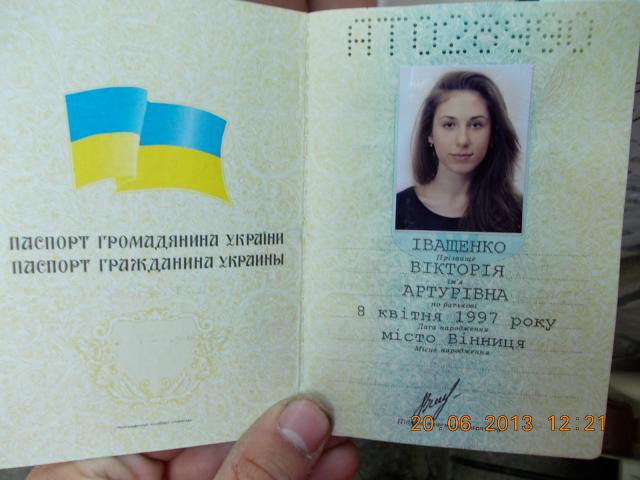 ПАСПОРТ ГРОМАДЯНИНА УКРАЇНИ
ПАСПОРТ ГРАЖДАНИНА УКРАИНЫ
ІВАЩЕНКО
Прізвище
ВІКТОРІЯ
ім'я
АРТУРІВНА
по батькові
8 квітня 1997 року
Дата народження
місто Вінниця
Місце народження
20-06-2013 12:21